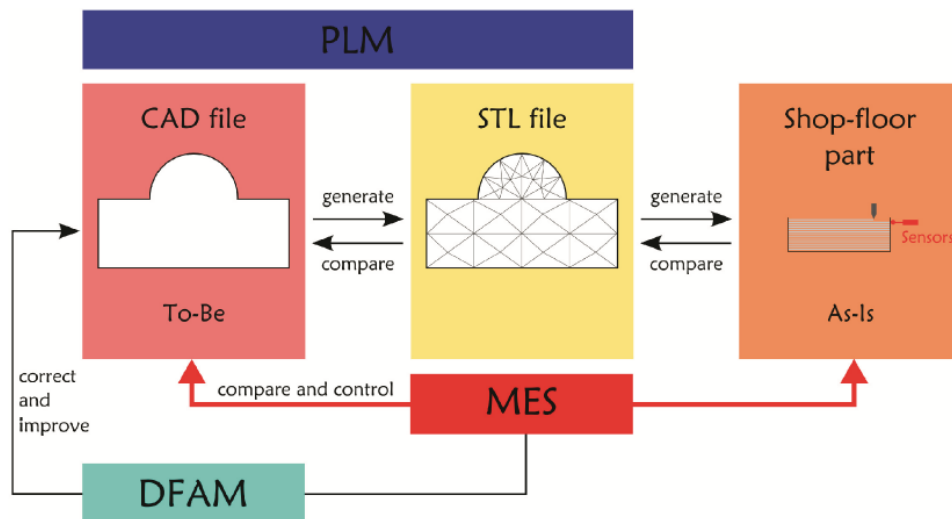 PLM
CAD file
STL file
Shop-floor
part
generate
compare
generate
compare
Sensors
To-Be
As-Is
correct
and
improve
compare and control
MES
DFAM